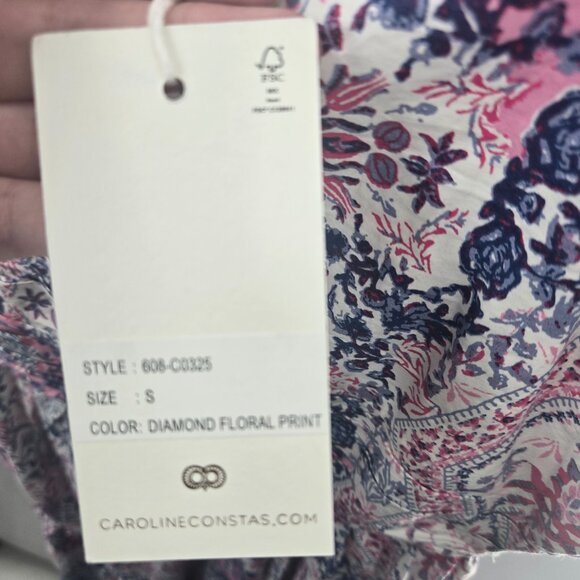 FSC
STYLE : 608-C0325
SIZE : S
COLOR: DIAMOND FLORAL PRINT
CAROLINECONSTAS.COM